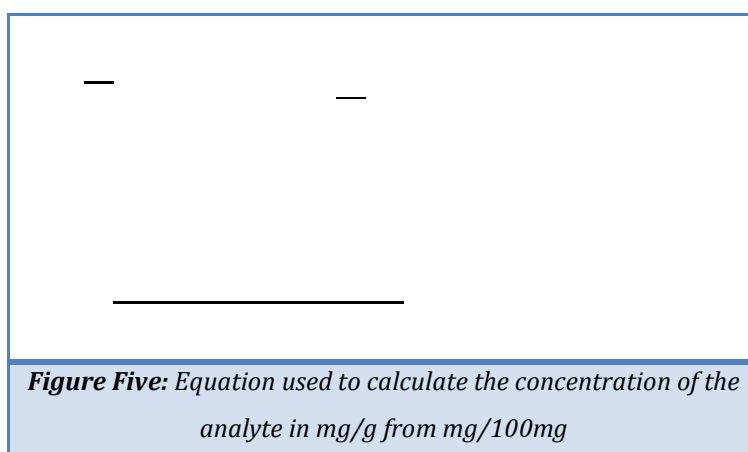 Figure Five: Equation used to calculate the concentration of the
analyte in mg/g from mg/100mg